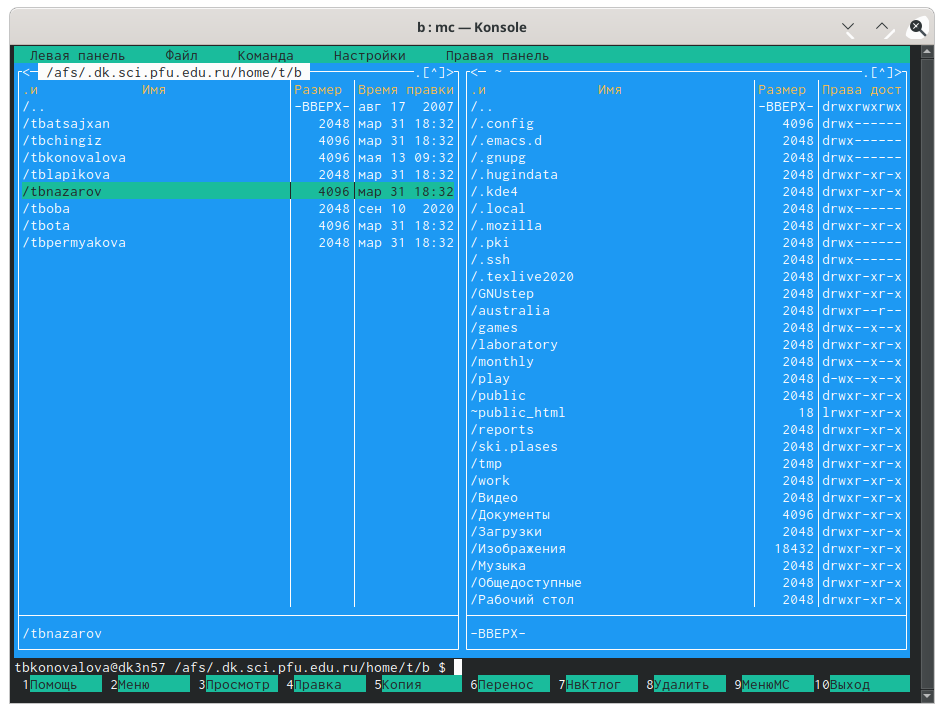 b : mc — Konsole
Левая панель Файл Команда Настройки Правая панель
<— /afs/.dk.sci.pfu.edu.ru/home/t/b .[^]> <— ~ .[^]>
.и Имя Размер Время правки .и Имя Размер Права дост
/.. -ВВЕРХ- авг 17 2007 /.. -ВВЕРХ- drwxrwxrwx
/tbatsajxan 2048 мар 31 18:32 /.config 4096 drwx------
/tbchingiz 4096 мар 31 18:32 /.emacs.d 2048 drwx------
/tbkonovalova 4096 мая 13 09:32 /.gnupg 2048 drwx------
/tblapikova 2048 мар 31 18:32 /.hugindata 2048 drwxr-xr-x
/tbnazarov 4096 мар 31 18:32 /.kde4 2048 drwxr-xr-x
/tboba 2048 сен 10 2020 /.local 2048 drwx------
/tbota 4096 мар 31 18:32 /.mozilla 2048 drwxr-xr-x
/tbpermyakova 2048 мар 31 18:32 /.pki 2048 drwx------
/.ssh 2048 drwx------
/.texlive2020 2048 drwxr-xr-x
/GNUstep 2048 drwxr-xr-x
/australia 2048 drwxr--r--
/games 2048 drwx--x--x
/laboratory 2048 drwxr-xr-x
/monthly 2048 drwx--x--x
/play 2048 d-wx--x--x
/public 2048 drwxr-xr-x
~public_html 18 lrwxr-xr-x
/reports 2048 drwxr-xr-x
/ski.plases 2048 drwxr-xr-x
/tmp 2048 drwxr-xr-x
/work 2048 drwxr-xr-x
/Видео 2048 drwxr-xr-x
/Документы 4096 drwxr-xr-x
/Загрузки 2048 drwxr-xr-x
/Изображения 18432 drwxr-xr-x
/Музыка 2048 drwxr-xr-x
/Общедоступные 2048 drwxr-xr-x
/Рабочий стол 2048 drwxr-xr-x
/tbnazarov -ВВЕРХ-
tbkonovalova@dk3n57 /afs/.dk.sci.pfu.edu.ru/home/t/b $
1Помощь 2Меню 3Просмотр 4Правка 5Копия 6Перенос 7НвКтлог 8Удалить 9МенюMC 10Выход